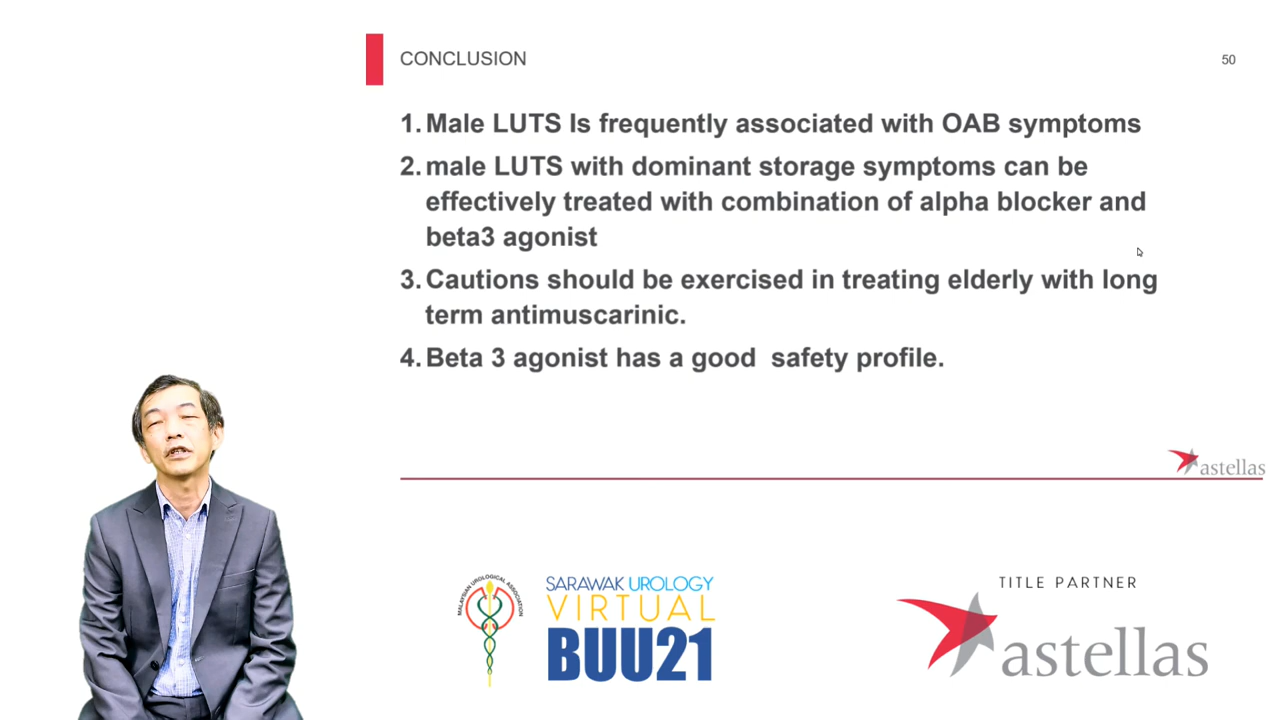 CONCLUSION
50
1. Male LUTS Is frequently associated with OAB symptoms
2. male LUTS with dominant storage symptoms can be
effectively treated with combination of alpha blocker and
beta3 agonist
3. Cautions should be exercised in treating elderly with long
term antimuscarinic.
4. Beta 3 agonist has a good  safety profile.
astellas
MALAYSIAN UROLOGICAL ASSOCIATION
SARAWAK UROLOGY
VIRTUAL
BUU21
TITLE PARTNER
astellas